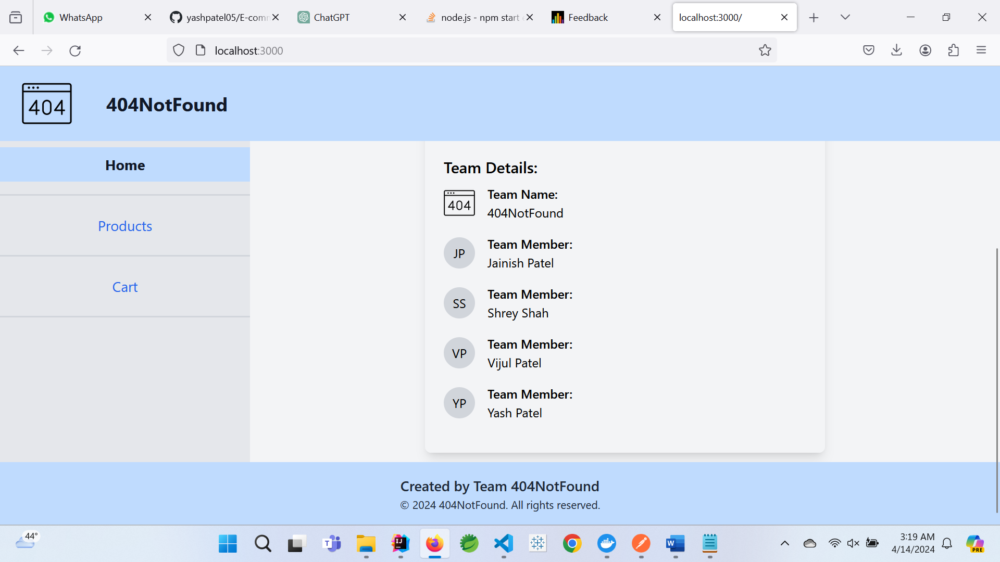 WhatsApp
yashpatel05/E-com
ChatGPT
node.js - npm start
Feedback
localhost:3000/
localhost:3000
404
404NotFound
Home
Products
Cart
Team Details:
404
Team Name:
404NotFound
JP
Team Member:
Jainish Patel
SS
Team Member:
Shrey Shah
VP
Team Member:
Vijul Patel
YP
Team Member:
Yash Patel
Created by Team 404NotFound
© 2024 404NotFound. All rights reserved.
44°
T
IJ
W
3:19 AM
4/14/2024
PRE